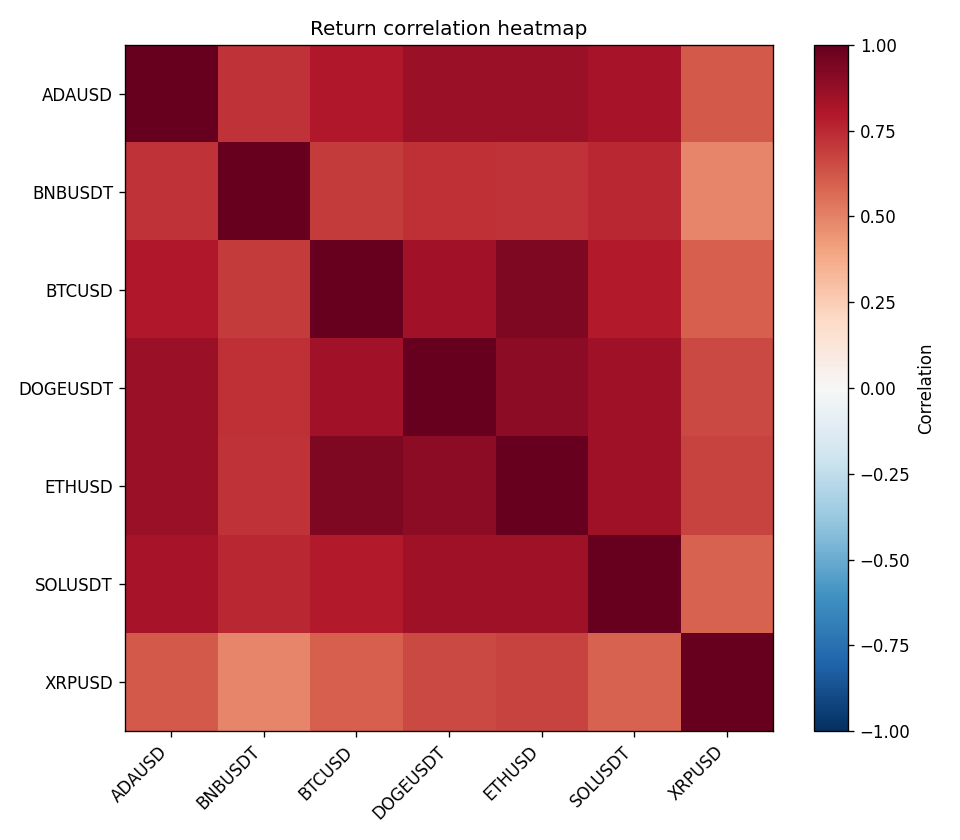 Return correlation heatmap
ADAUSD
BNBUSDT
BTCUSD
DOGEUSDT
ETHUSD
SOLUSDT
XRPUSD
ADAUSD
BNBUSDT
BTCUSD
DOGEUSDT
ETHUSD
SOLUSDT
XRPUSD
1.00
0.75
0.50
0.25
0.00
−0.25
−0.50
−0.75
−1.00
Correlation